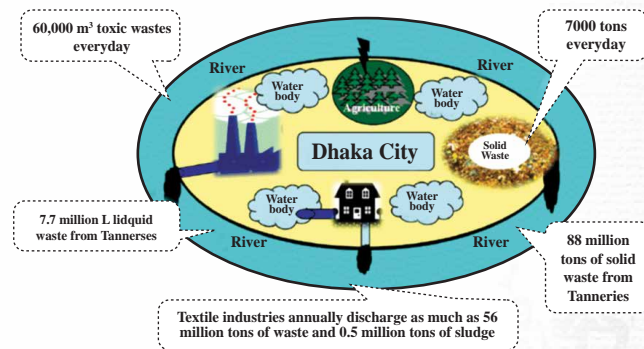 60,000 m³ toxic wastes
everyday
7000 tons
everyday
River
River
Water
body
Agriculture
Water
body
Dhaka City
Solid
Waste
Water
body
Water
body
7.7 million L lidquid
waste from Tannerses
River
River
88 million
tons of solid
waste from
Tanneries
Textile industries annually discharge as much as 56
million tons of waste and 0.5 million tons of sludge